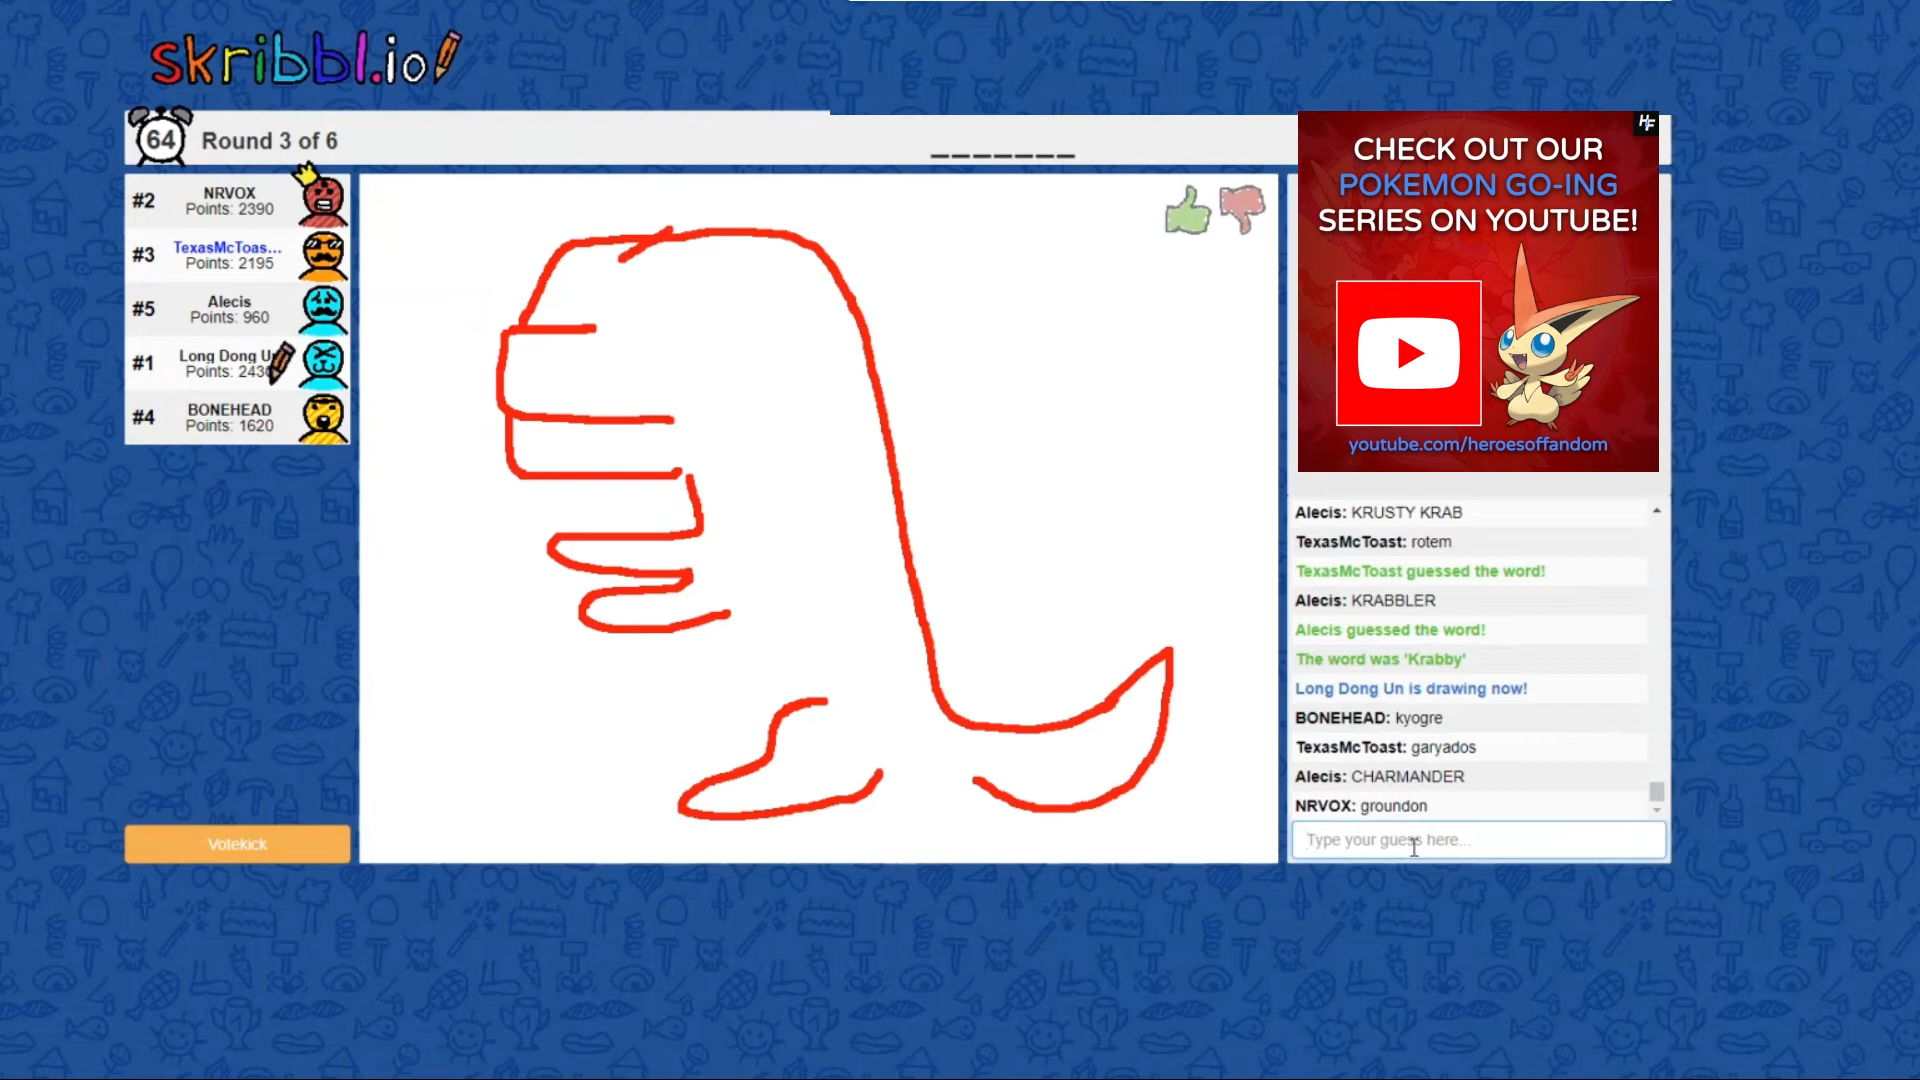 skribbl.io
64
Round 3 of 6
_______
#2
NRVOX
Points: 2390
#3
TexasMcToas...
Points: 2195
#5
Alecis
Points: 960
#1
Long Dong U
Points: 2430
#4
BONEHEAD
Points: 1620
Votekick
HF
CHECK OUT OUR
POKEMON GO-ING
SERIES ON YOUTUBE!
youtube.com/heroesoffandom
Alecis: KRUSTY KRAB
TexasMcToast: rotem
TexasMcToast guessed the word!
Alecis: KRABBLER
Alecis guessed the word!
The word was 'Krabby'
Long Dong Un is drawing now!
BONEHEAD: kyogre
TexasMcToast: garyados
Alecis: CHARMANDER
NRVOX: groundon
Type your guess here...